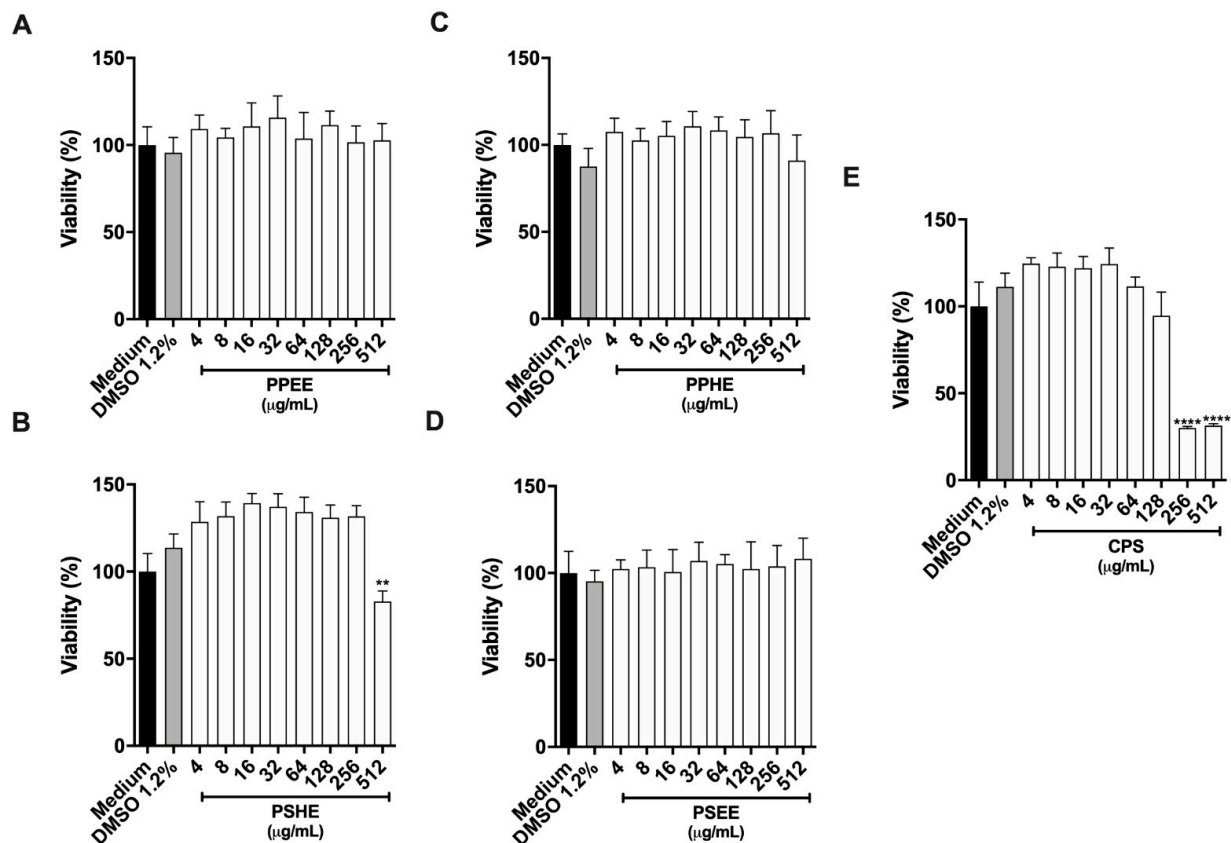 A
150
100
50
0
Viability (%)
Medium
DMSO 1.2%
4
8
16
32
64
128
256
512
PPEE
(μg/mL)
B
150
100
50
0
Viability (%)
**
Medium
DMSO 1.2%
4
8
16
32
64
128
256
512
PSHE
(μg/mL)
C
150
100
50
0
Viability (%)
Medium
DMSO 1.2%
4
8
16
32
64
128
256
512
PPHE
(μg/mL)
D
150
100
50
0
Viability (%)
Medium
DMSO 1.2%
4
8
16
32
64
128
256
512
PSEE
(μg/mL)
E
150
100
50
0
Viability (%)
**** ****
Medium
DMSO 1.2%
4
8
16
32
64
128
256
512
CPS
(μg/mL)